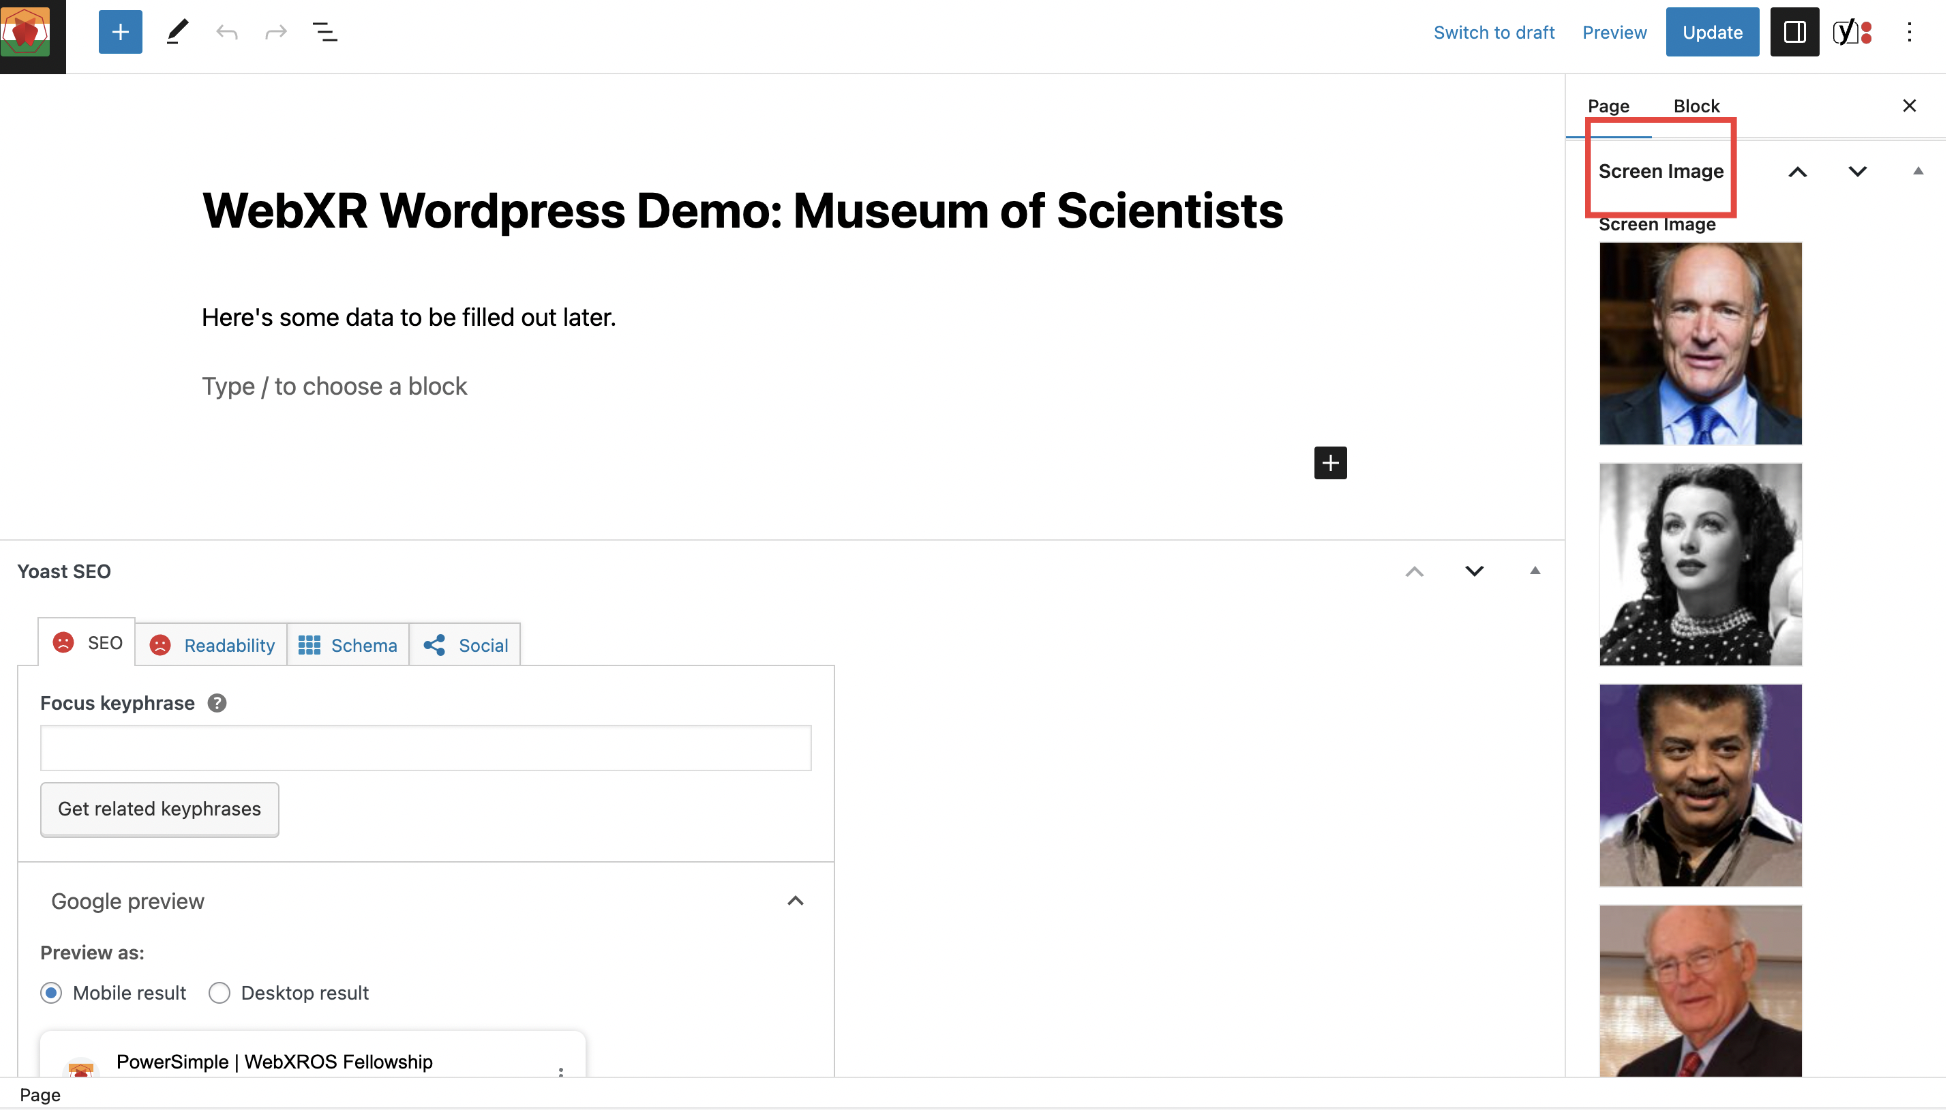 Switch to draft
Preview
Update
Page
Block
Screen Image
Screen Image
WebXR Wordpress Demo: Museum of Scientists
Here's some data to be filled out later.
Type / to choose a block
Yoast SEO
SEO
Readability
Schema
Social
Focus keyphrase ?
Get related keyphrases
Google preview
Preview as:
Mobile result
Desktop result
PowerSimple | WebXROS Fellowship
Page